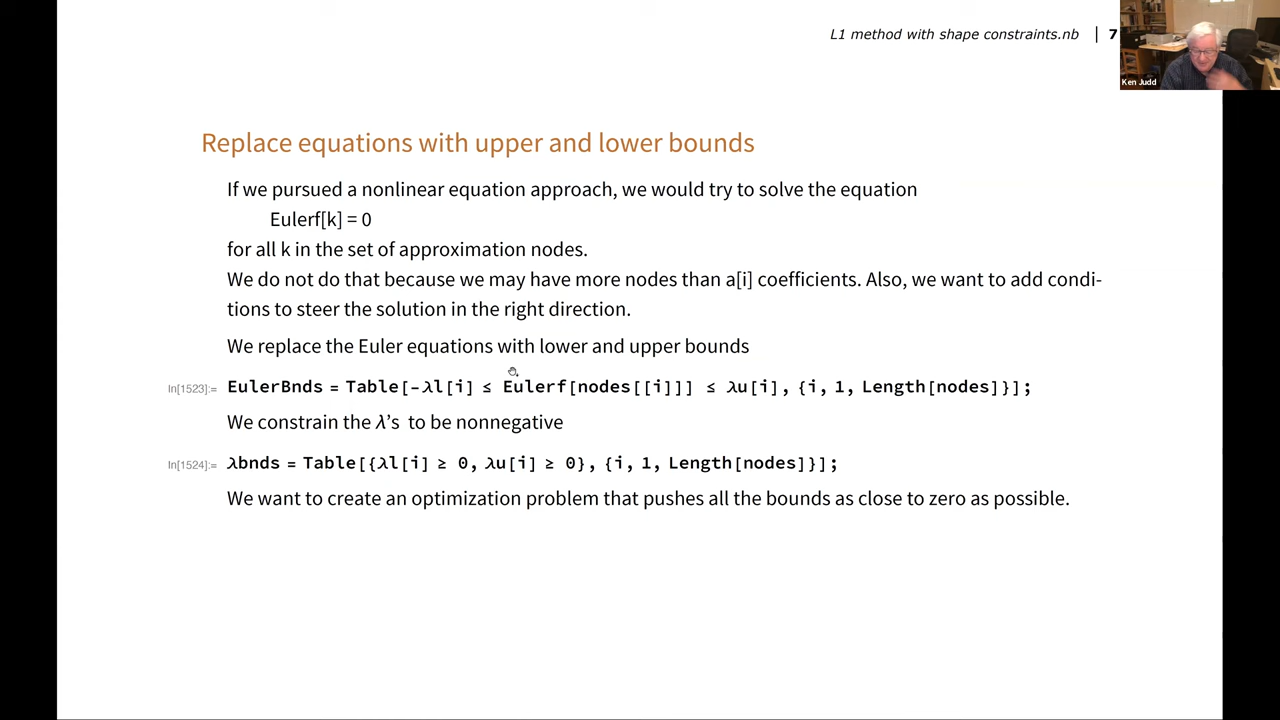 L1 method with shape constraints.nb | 7
Ken Judd
Replace equations with upper and lower bounds
If we pursued a nonlinear equation approach, we would try to solve the equation
Eulerf[k] = 0
for all k in the set of approximation nodes.
We do not do that because we may have more nodes than a[i] coefficients. Also, we want to add condi-
tions to steer the solution in the right direction.
We replace the Euler equations with lower and upper bounds
In[1523]:= EulerBnds = Table[-λl[i] ≤ Eulerf[nodes[[i]]] ≤ λu[i], {i, 1, Length[nodes]}];
We constrain the λ's to be nonnegative
In[1524]:= λbnds = Table[{λl[i] ≥ 0, λu[i] ≥ 0}, {i, 1, Length[nodes]}];
We want to create an optimization problem that pushes all the bounds as close to zero as possible.